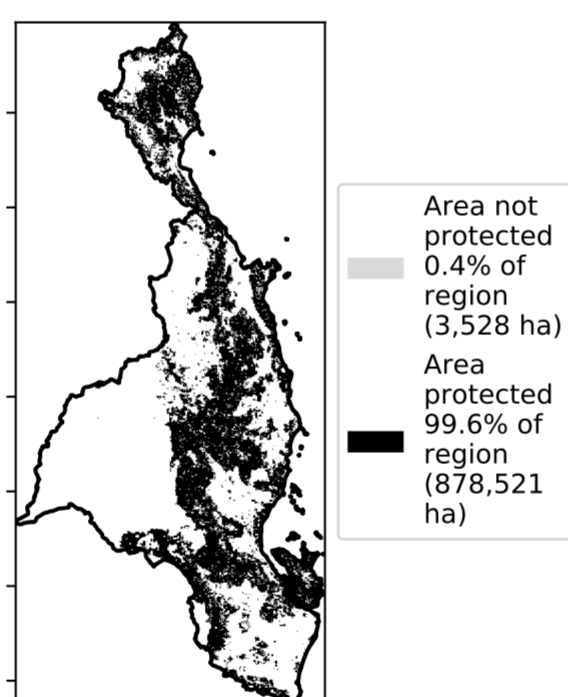 Area not
protected
0.4% of
region
(3,528 ha)
Area
protected
99.6% of
region
(878,521
ha)